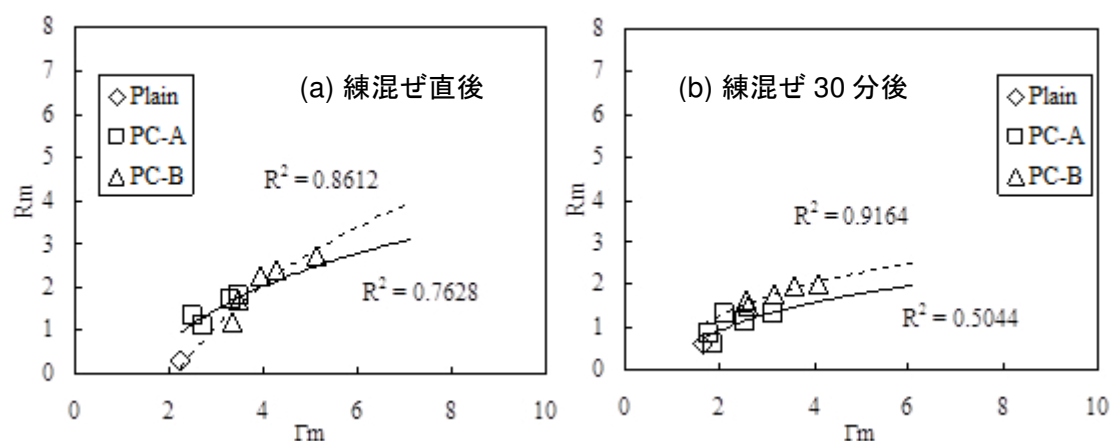 (a) 練混ぜ直後
8
7
6
5
4
3
2
1
0
Rm
Plain
PC-A
PC-B
R² = 0.8612
R² = 0.7628
0 2 4 6 8 10
Γm
(b) 練混ぜ 30 分後
8
7
6
5
4
3
2
1
0
Rm
Plain
PC-A
PC-B
R² = 0.9164
R² = 0.5044
0 2 4 6 8 10
Γm